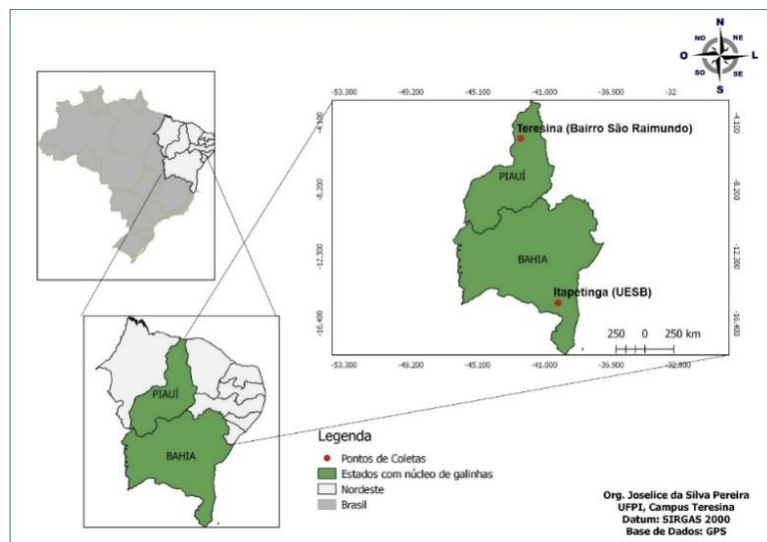 N
NO NE
O L
SO SE
S
-53.300 -49.200 -45.100 -41.000 -36.900 -32
-4.100 -4.100
Teresina (Bairro São Raimundo)
PIAUÍ
-8.200 -8.200
BAHIA
-12.300 -12.300
Itapetinga (UESB)
-16.400 -16.400
250 0 250 km
-53.300 -49.200 -45.100 -41.000 -36.900 -32.800
PIAUÍ
BAHIA
Legenda
Pontos de Coletas
Estados com núcleo de galinhas
Nordeste
Brasil
Org. Joselice da Silva Pereira
UFPI, Campus Teresina
Datum: SIRGAS 2000
Base de Dados: GPS